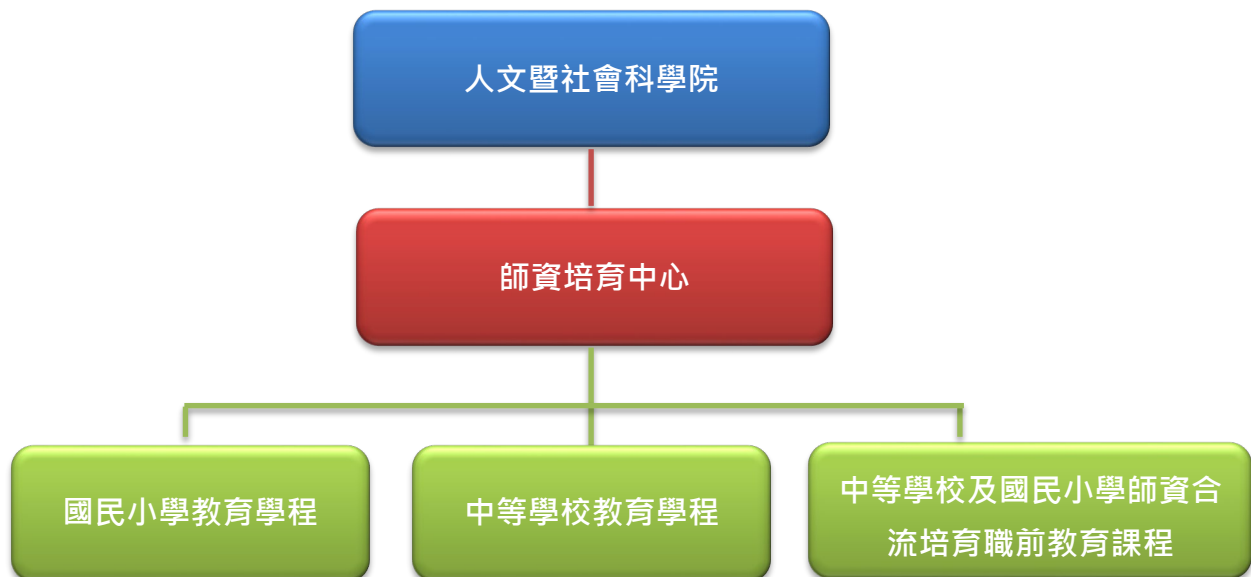 人文暨社會科學院
師資培育中心
國民小學教育學程
中等學校教育學程
中等學校及國民小學師資合
流培育職前教育課程